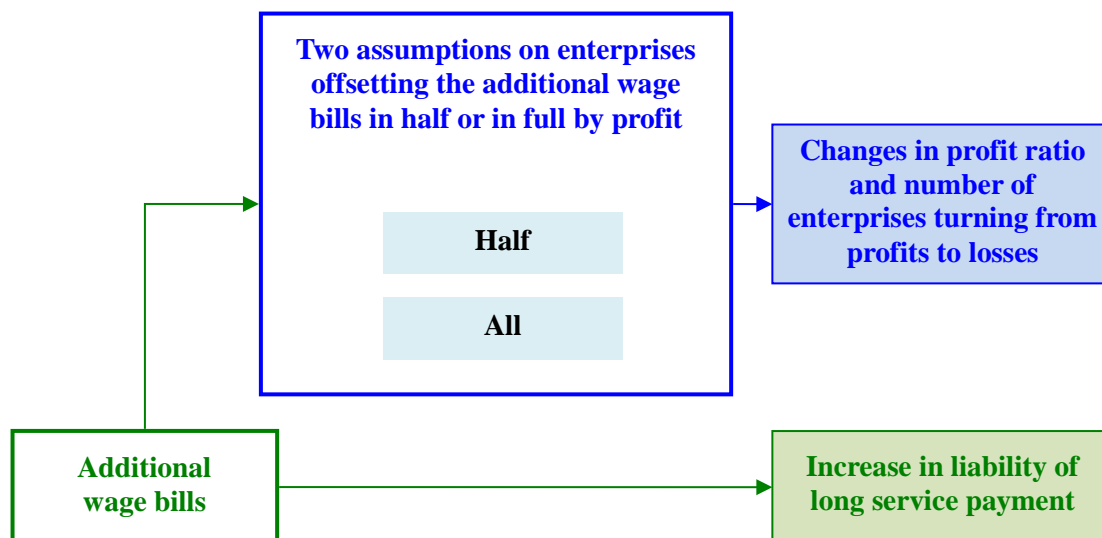 Two assumptions on enterprises
offsetting the additional wage
bills in half or in full by profit
Half
All
Changes in profit ratio
and number of
enterprises turning from
profits to losses
Additional
wage bills
Increase in liability of
long service payment